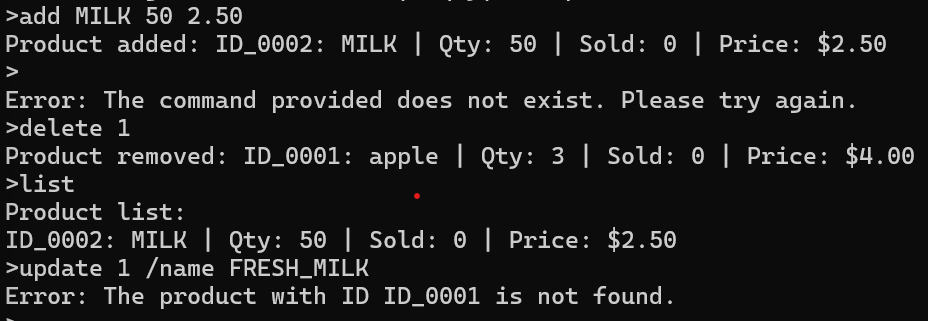 >add MILK 50 2.50
Product added: ID_0002: MILK | Qty: 50 | Sold: 0 | Price: $2.50
>
Error: The command provided does not exist. Please try again.
>delete 1
Product removed: ID_0001: apple | Qty: 3 | Sold: 0 | Price: $4.00
>list
Product list:
ID_0002: MILK | Qty: 50 | Sold: 0 | Price: $2.50
>update 1 /name FRESH_MILK
Error: The product with ID ID_0001 is not found.
>